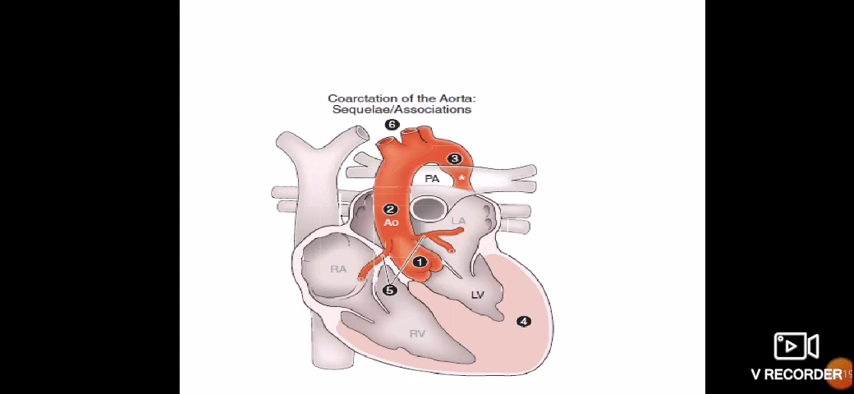 Coarctation of the Aorta:
Sequelae/Associations
6
3
PA
*
2
Ao
LA
1
RA
5
LV
4
RV
V RECORDER